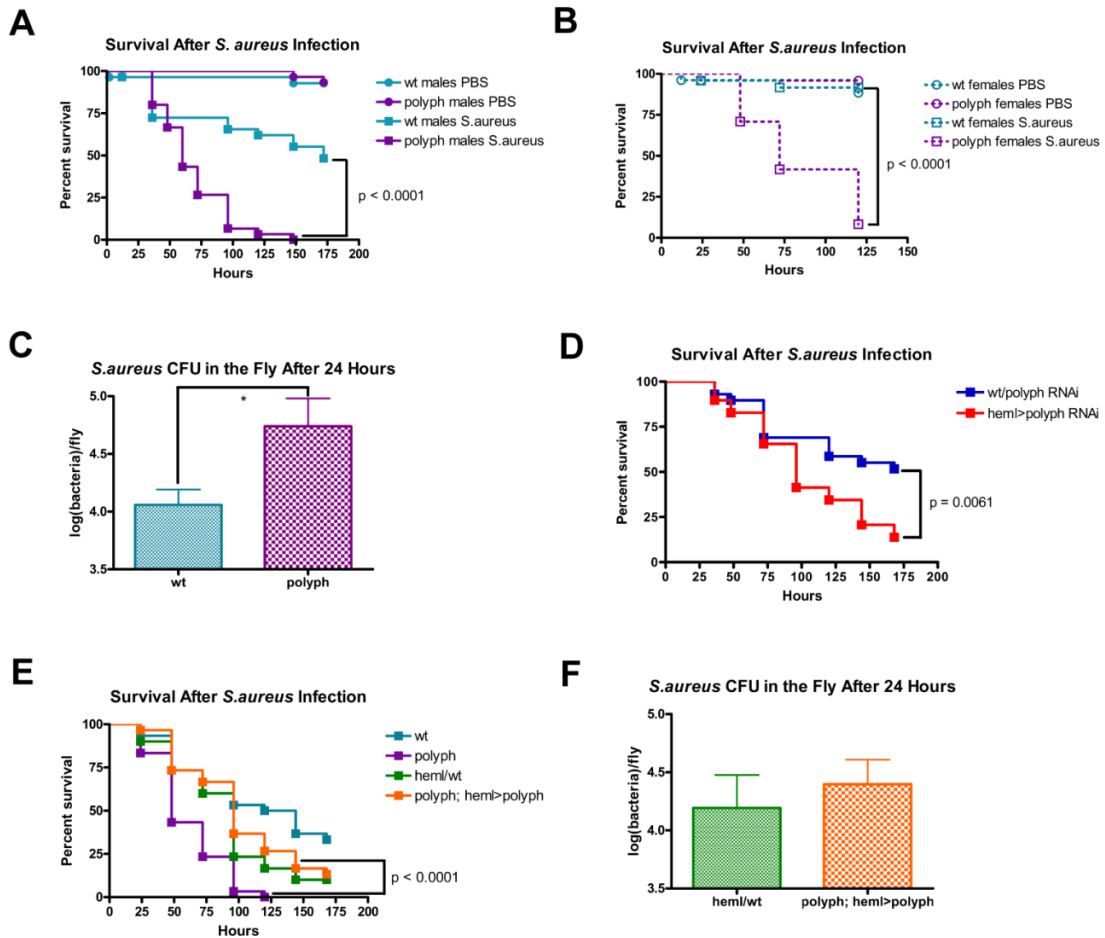 A
Survival After S. aureus Infection
Percent survival
100
75
50
25
0
0 25 50 75 100 125 150 175 200
Hours
wt males PBS
polyph males PBS
wt males S.aureus
polyph males S.aureus
p < 0.0001
B
Survival After S.aureus Infection
Percent survival
100
75
50
25
0
0 25 50 75 100 125 150
Hours
wt females PBS
polyph females PBS
wt females S.aureus
polyph females S.aureus
p < 0.0001
C
S.aureus CFU in the Fly After 24 Hours
log(bacteria)/fly
5.0
4.5
4.0
3.5
*
wt polyph
D
Survival After S.aureus Infection
Percent survival
100
75
50
25
0
0 25 50 75 100 125 150 175 200
Hours
wt/polyph RNAi
heml>polyph RNAi
p = 0.0061
E
Survival After S.aureus Infection
Percent survival
100
75
50
25
0
0 25 50 75 100 125 150 175 200
Hours
wt
polyph
heml/wt
polyph; heml>polyph
p < 0.0001
F
S.aureus CFU in the Fly After 24 Hours
log(bacteria)/fly
5.0
4.5
4.0
3.5
heml/wt polyph; heml>polyph